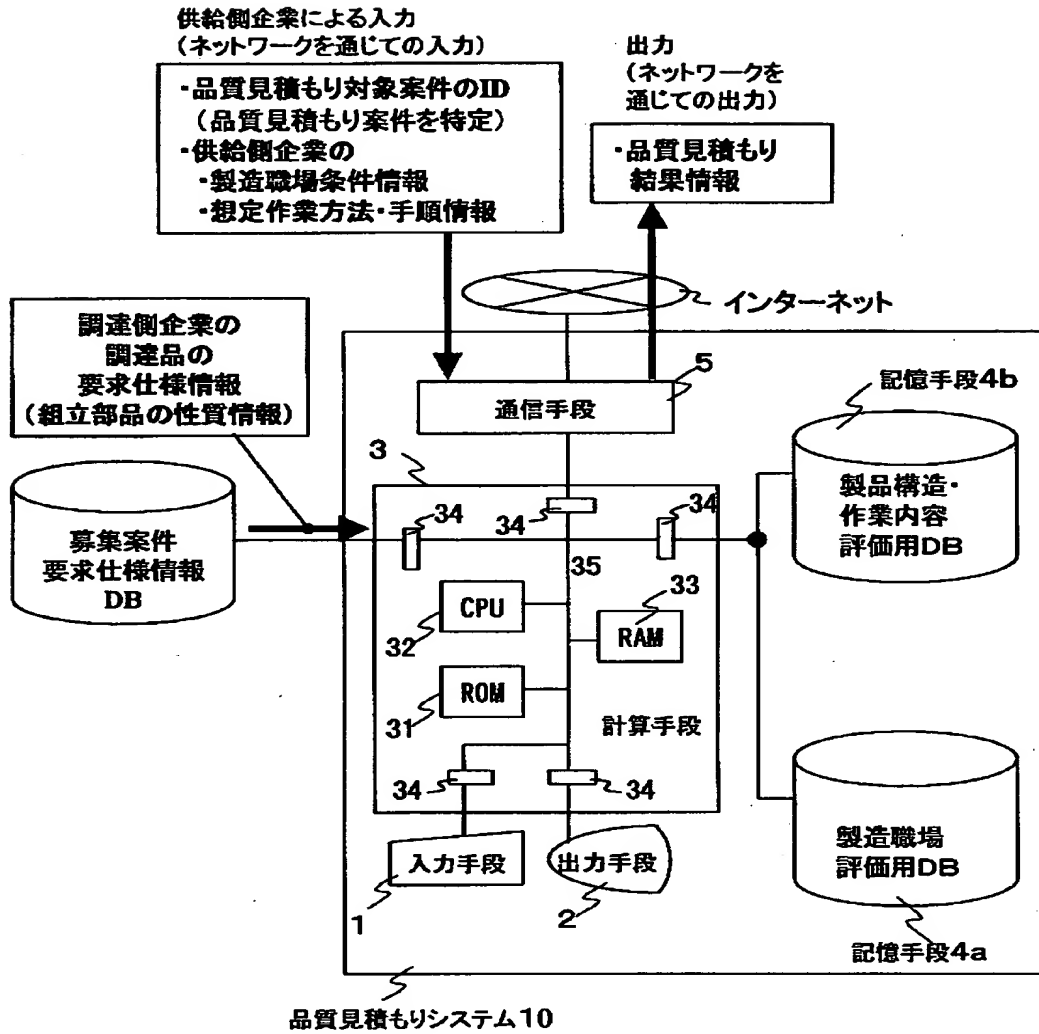 供給側企業による入力
(ネットワークを通じての入力)
・品質見積もり対象案件のID
(品質見積もり案件を特定)
・供給側企業の
・製造職場条件情報
・想定作業方法・手順情報
出力
(ネットワークを
通じての出力)
・品質見積もり
結果情報
インターネット
調達側企業の
調達品の
要求仕様情報
(組立部品の性質情報)
募集案件
要求仕様情報
DB
5
通信手段
3
34
34
34
35
CPU
32
33
RAM
ROM
31
計算手段
34
34
入力手段
1
出力手段
2
記憶手段4b
製品構造・
作業内容
評価用DB
製造職場
評価用DB
記憶手段4a
品質見積もりシステム10